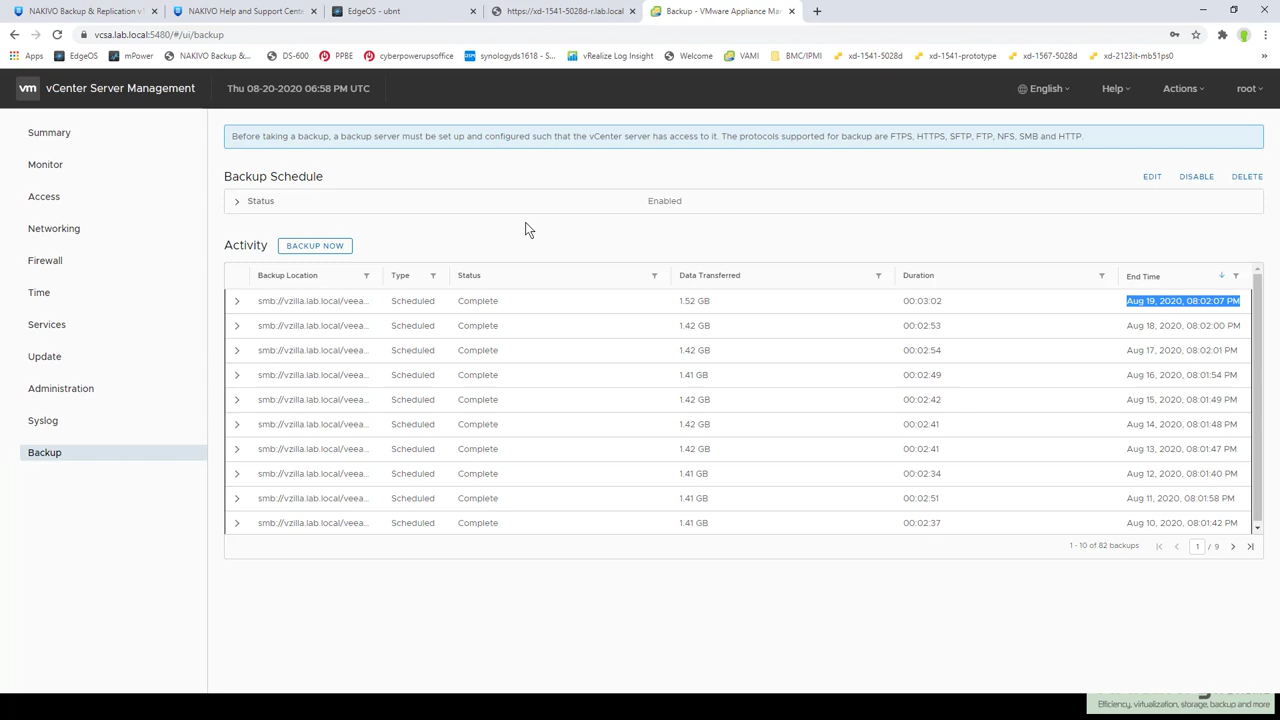 NAKIVO Backup & Replication v1
NAKIVO Help and Support Cente
EdgeOS - ubnt
https://xd-1541-5028d-r.lab.local
Backup - VMware Appliance Man
vcsa.lab.local:5480/#/ui/backup
Apps
EdgeOS
mPower
NAKIVO Backup &...
DS-600
PPBE
cyberpowerupsoffice
synologyds1618 - S...
vRealize Log Insight
Welcome
VAMI
BMC/IPMI
xd-1541-5028d
xd-1541-prototype
xd-1567-5028d
xd-2123it-mb51ps0
»
vm vCenter Server Management
Thu 08-20-2020 06:58 PM UTC
English
Help
Actions
root
Summary
Monitor
Access
Networking
Firewall
Time
Services
Update
Administration
Syslog
Backup
Before taking a backup, a backup server must be set up and configured such that the vCenter server has access to it. The protocols supported for backup are FTPS, HTTPS, SFTP, FTP, NFS, SMB and HTTP.
Backup Schedule
EDIT DISABLE DELETE
Status Enabled
Activity BACKUP NOW
Backup Location Type Status Data Transferred Duration End Time
smb://vzilla.lab.local/veea... Scheduled Complete 1.52 GB 00:03:02 Aug 19, 2020, 08:02:07 PM
smb://vzilla.lab.local/veea... Scheduled Complete 1.42 GB 00:02:53 Aug 18, 2020, 08:02:00 PM
smb://vzilla.lab.local/veea... Scheduled Complete 1.42 GB 00:02:54 Aug 17, 2020, 08:02:01 PM
smb://vzilla.lab.local/veea... Scheduled Complete 1.41 GB 00:02:49 Aug 16, 2020, 08:01:54 PM
smb://vzilla.lab.local/veea... Scheduled Complete 1.42 GB 00:02:42 Aug 15, 2020, 08:01:49 PM
smb://vzilla.lab.local/veea... Scheduled Complete 1.42 GB 00:02:41 Aug 14, 2020, 08:01:48 PM
smb://vzilla.lab.local/veea... Scheduled Complete 1.42 GB 00:02:41 Aug 13, 2020, 08:01:47 PM
smb://vzilla.lab.local/veea... Scheduled Complete 1.41 GB 00:02:34 Aug 12, 2020, 08:01:40 PM
smb://vzilla.lab.local/veea... Scheduled Complete 1.41 GB 00:02:51 Aug 11, 2020, 08:01:58 PM
smb://vzilla.lab.local/veea... Scheduled Complete 1.41 GB 00:02:37 Aug 10, 2020, 08:01:42 PM
1 - 10 of 82 backups 1 / 9
Efficiency, virtualization, storage, backup and more